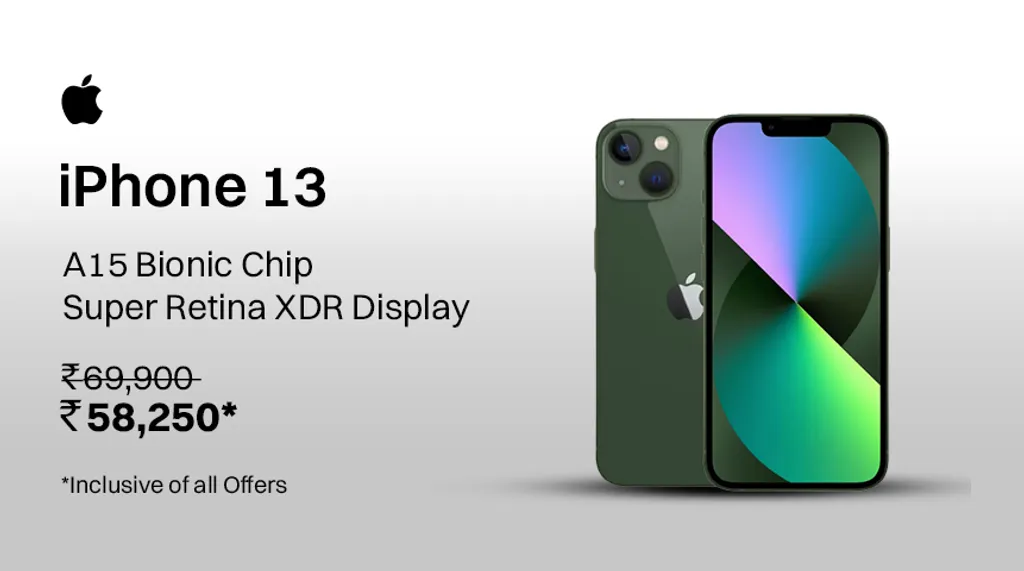 iPhone 13
A15 Bionic Chip
Super Retina XDR Display
₹69,900
₹58,250*
*Inclusive of all Offers